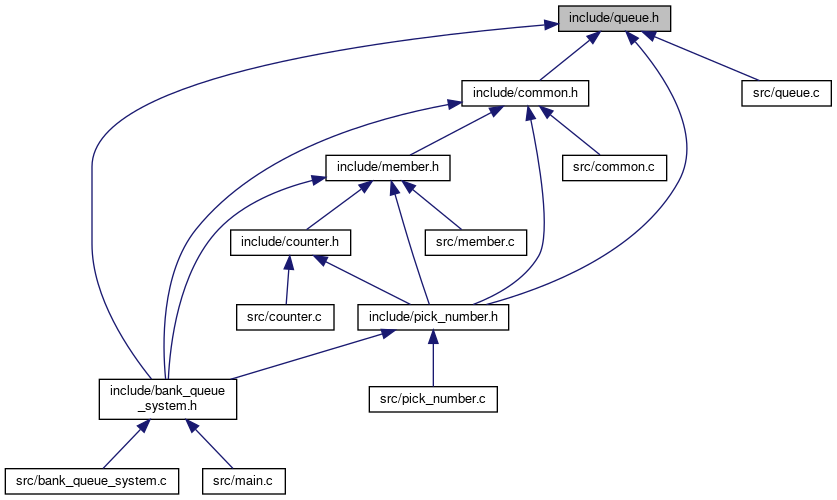 include/queue.h
include/common.h
src/queue.c
include/member.h
src/common.c
include/counter.h
src/member.c
src/counter.c
include/pick_number.h
include/bank_queue
_system.h
src/pick_number.c
src/bank_queue_system.c
src/main.c